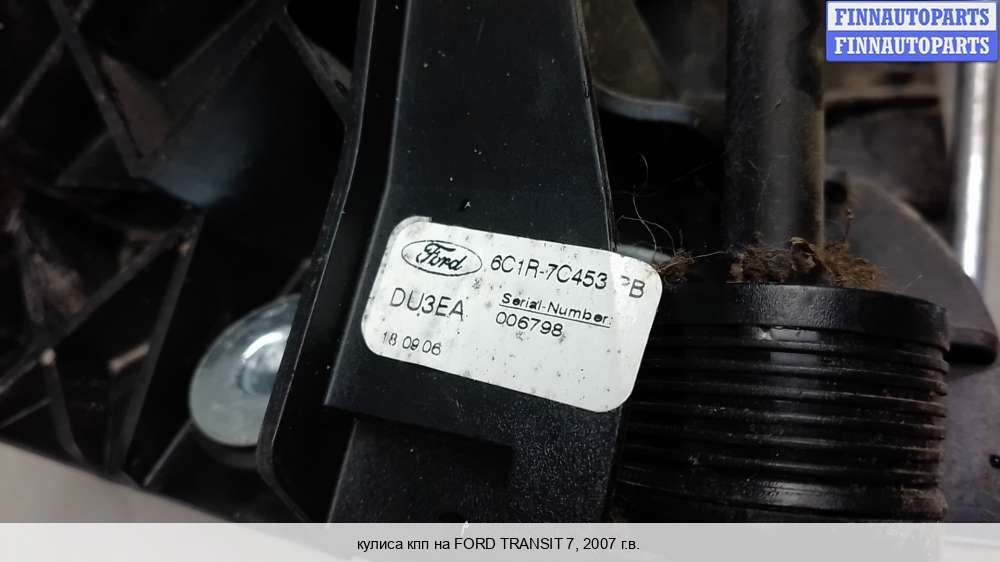 FINNAUTOPARTS
FINNAUTOPARTS
Ford 6C1R-7C453 PB
DU3EA Serial-Number:
006798
18 09 06
кулиса кпп на FORD TRANSIT 7, 2007 г.в.